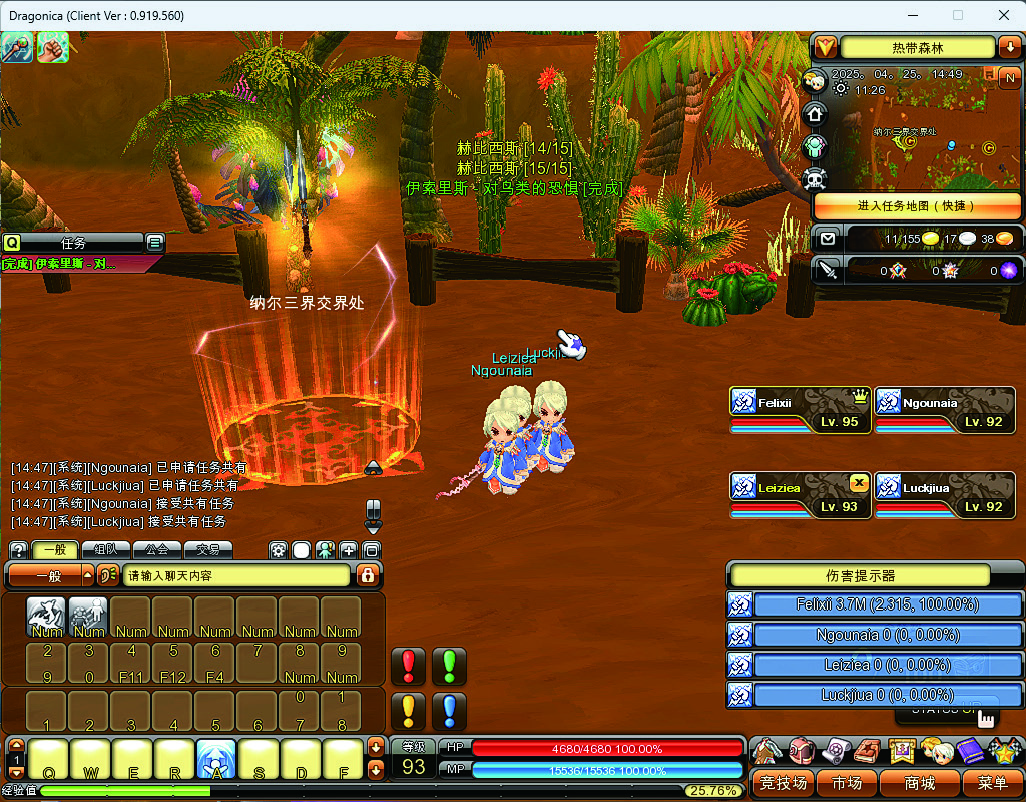 Dragonica (Client Ver : 0.919.560)
热带森林
2025。 04。 25。 14:49
N
11:26
纳尔三界交界处
进入任务地图 ( 快捷 )
11/155 17 38
0 0 0
赫比西斯 [14/15]
赫比西斯 [15/15]
伊索里斯 - 对鸟类的恐惧 [完成]
Q 任务
[完成] 伊索里斯 - 对...
纳尔三界交界处
Luckjiua
Leiziea
Ngounaia
Felixii
Lv. 95
Ngounaia
Lv. 92
Leiziea
Lv. 93
Luckjiua
Lv. 92
[14:47][系统][Ngounaia] 已申请任务共有
[14:47][系统][Luckjiua] 已申请任务共有
[14:47][系统][Ngounaia] 接受共有任务
[14:47][系统][Luckjiua] 接受共有任务
? 一般 组队 公会 交易
一般 请输入聊天内容
伤害提示器
Felixii 3.7M (2.315, 100.00%)
Ngounaia 0 (0, 0.00%)
Leiziea 0 (0, 0.00%)
Luckjiua 0 (0, 0.00%)
STATUS UP
Num Num Num Num Num Num Num Num
2 3 4 5 6 7 8 9
9 0 F11 F12 F4 Num Num
0 1
1 2 3 4 5 6 7 8
1 Q W E R A S D F
等级
93
HP 4680/4680 100.00%
MP 15536/15536 100.00%
竞技场 市场 商城 菜单
经验值 25.76%